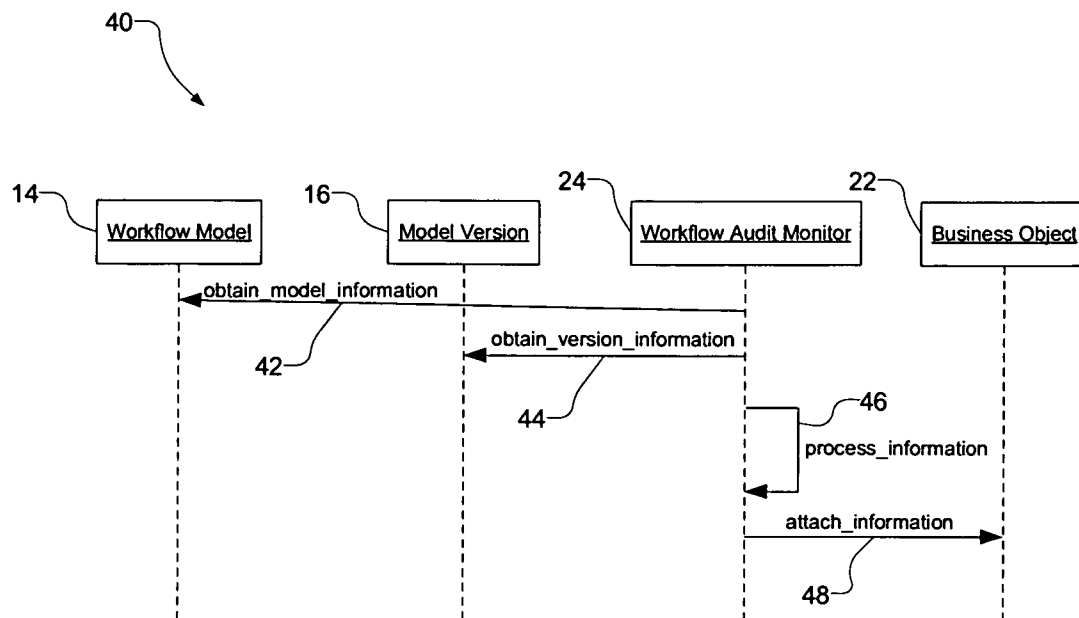 40
14
Workflow Model
16
Model Version
24
Workflow Audit Monitor
22
Business Object
obtain_model_information
42
obtain_version_information
44
46
process_information
attach_information
48